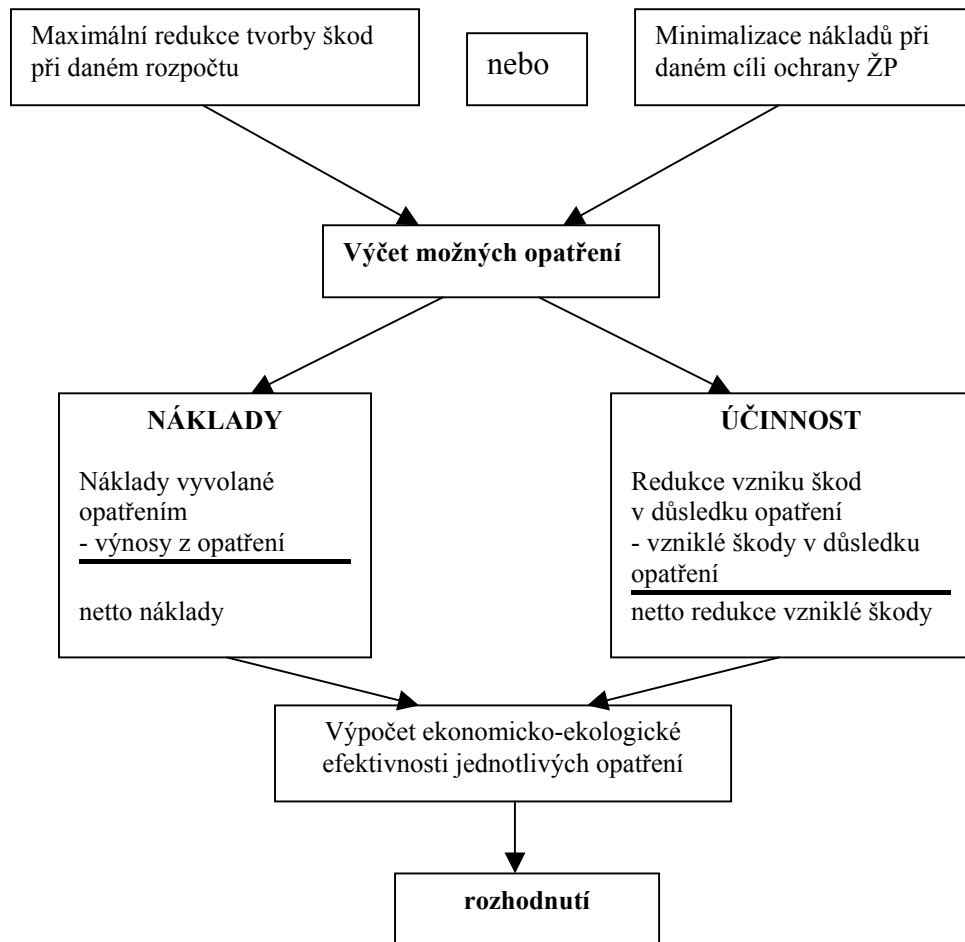 Maximální redukce tvorby škod
při daném rozpočtu
nebo
Minimalizace nákladů při
daném cíli ochrany ŽP
Výčet možných opatření
NÁKLADY
Náklady vyvolané
opatřením
- výnosy z opatření
netto náklady
ÚČINNOST
Redukce vzniku škod
v důsledku opatření
- vzniklé škody v důsledku
opatření
netto redukce vzniklé škody
Výpočet ekonomicko-ekologické
efektivnosti jednotlivých opatření
rozhodnutí